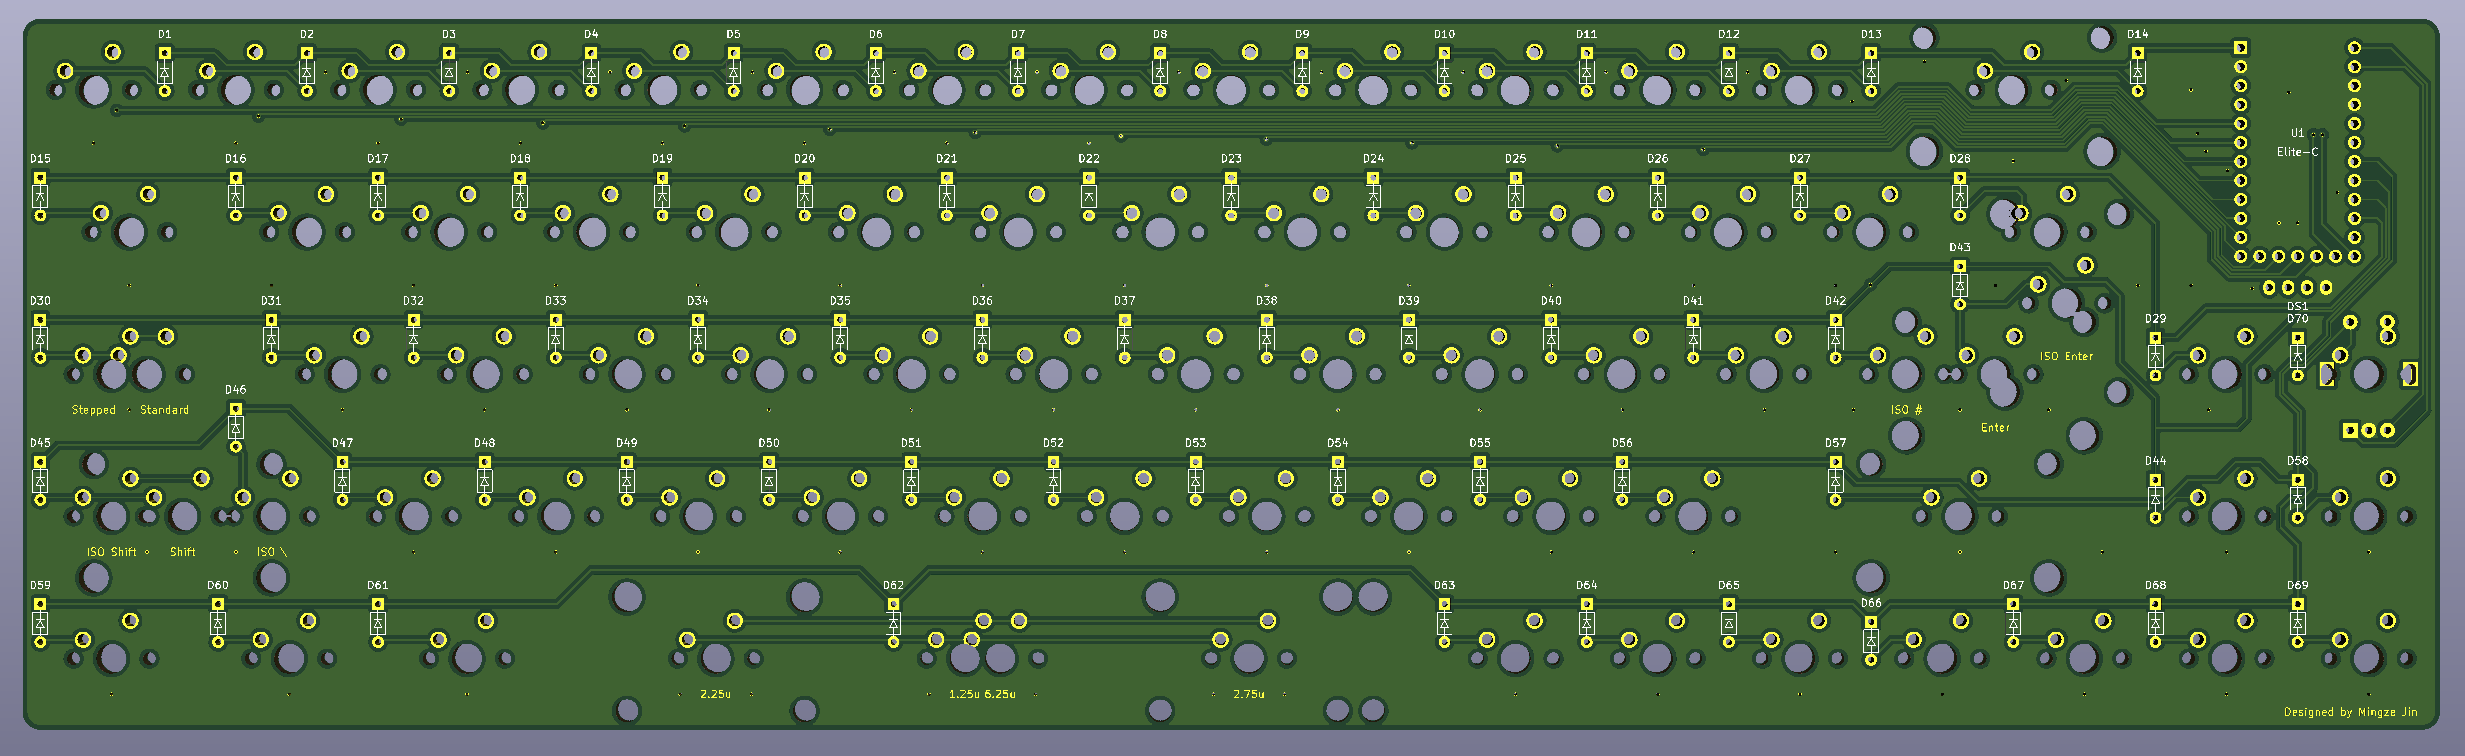 D1 D2 D3 D4 D5 D6 D7 D8 D9 D10 D11 D12 D13 D14
U1
Elite-C
D15 D16 D17 D18 D19 D20 D21 D22 D23 D24 D25 D26 D27 D28
D43
D30 D31 D32 D33 D34 D35 D36 D37 D38 D39 D40 D41 D42
DS1
D29 D70
ISO Enter
D46
Stepped Standard ISO #
Enter
D45 D47 D48 D49 D50 D51 D52 D53 D54 D55 D56 D57
D44 D58
ISO Shift Shift ISO \
D59 D60 D61 D62 D63 D64 D65 D67 D68 D69
D66
2.25u 1.25u 6.25u 2.75u
Designed by Mingze Jin